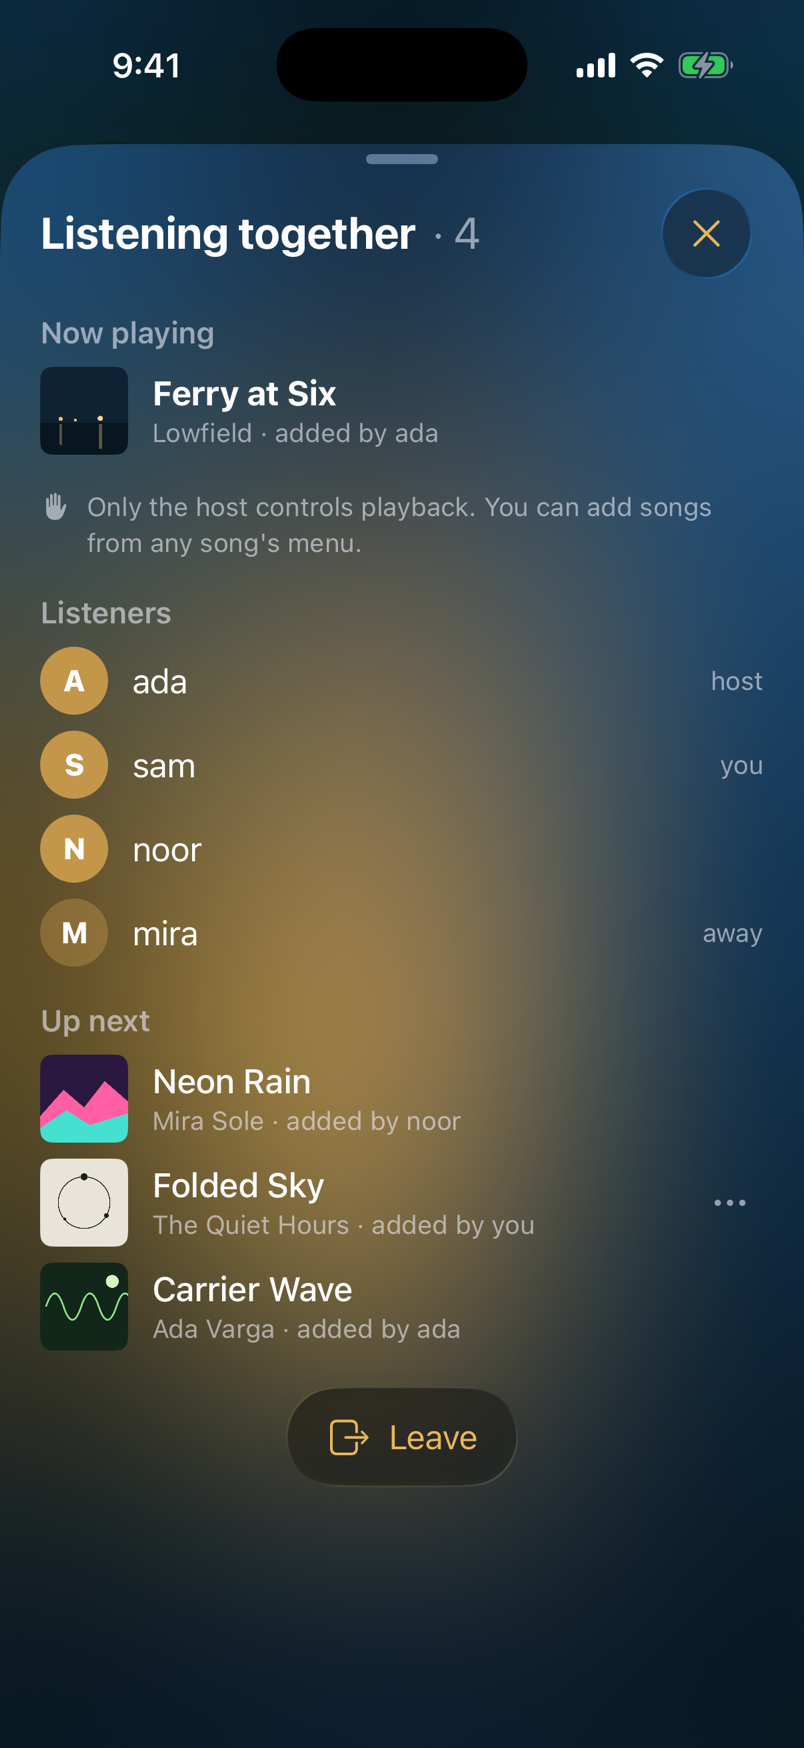 9:41
Listening together · 4
Now playing
Ferry at Six
Lowfield · added by ada
Only the host controls playback. You can add songs
from any song's menu.
Listeners
A ada host
S sam you
N noor
M mira away
Up next
Neon Rain
Mira Sole · added by noor
Folded Sky
The Quiet Hours · added by you
Carrier Wave
Ada Varga · added by ada
Leave